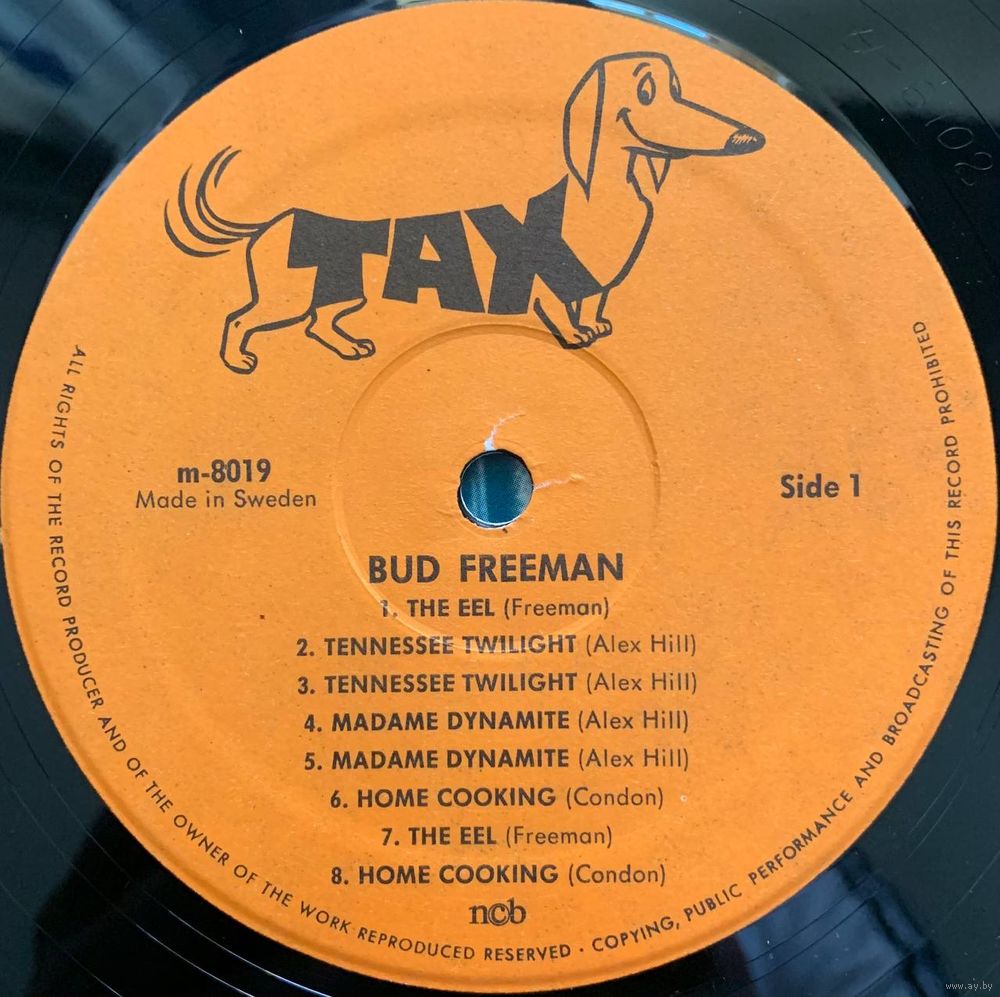 TAX
m-8019
Made in Sweden
Side 1
BUD FREEMAN
1. THE EEL (Freeman)
2. TENNESSEE TWILIGHT (Alex Hill)
3. TENNESSEE TWILIGHT (Alex Hill)
4. MADAME DYNAMITE (Alex Hill)
5. MADAME DYNAMITE (Alex Hill)
6. HOME COOKING (Condon)
7. THE EEL (Freeman)
8. HOME COOKING (Condon)
ncb
ALL RIGHTS OF THE RECORD PRODUCER AND OF THE OWNER OF THE WORK REPRODUCED RESERVED · COPYING, PUBLIC PERFORMANCE AND BROADCASTING OF THIS RECORD PROHIBITED
www.ay.by